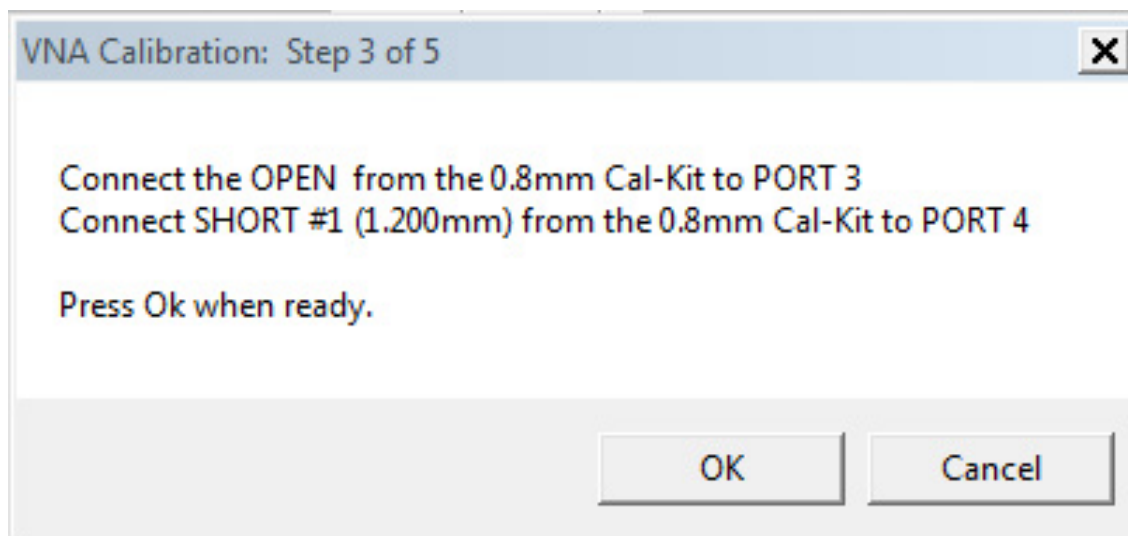 VNA Calibration: Step 3 of 5
Connect the OPEN from the 0.8mm Cal-Kit to PORT 3
Connect SHORT #1 (1.200mm) from the 0.8mm Cal-Kit to PORT 4
Press Ok when ready.
OK Cancel